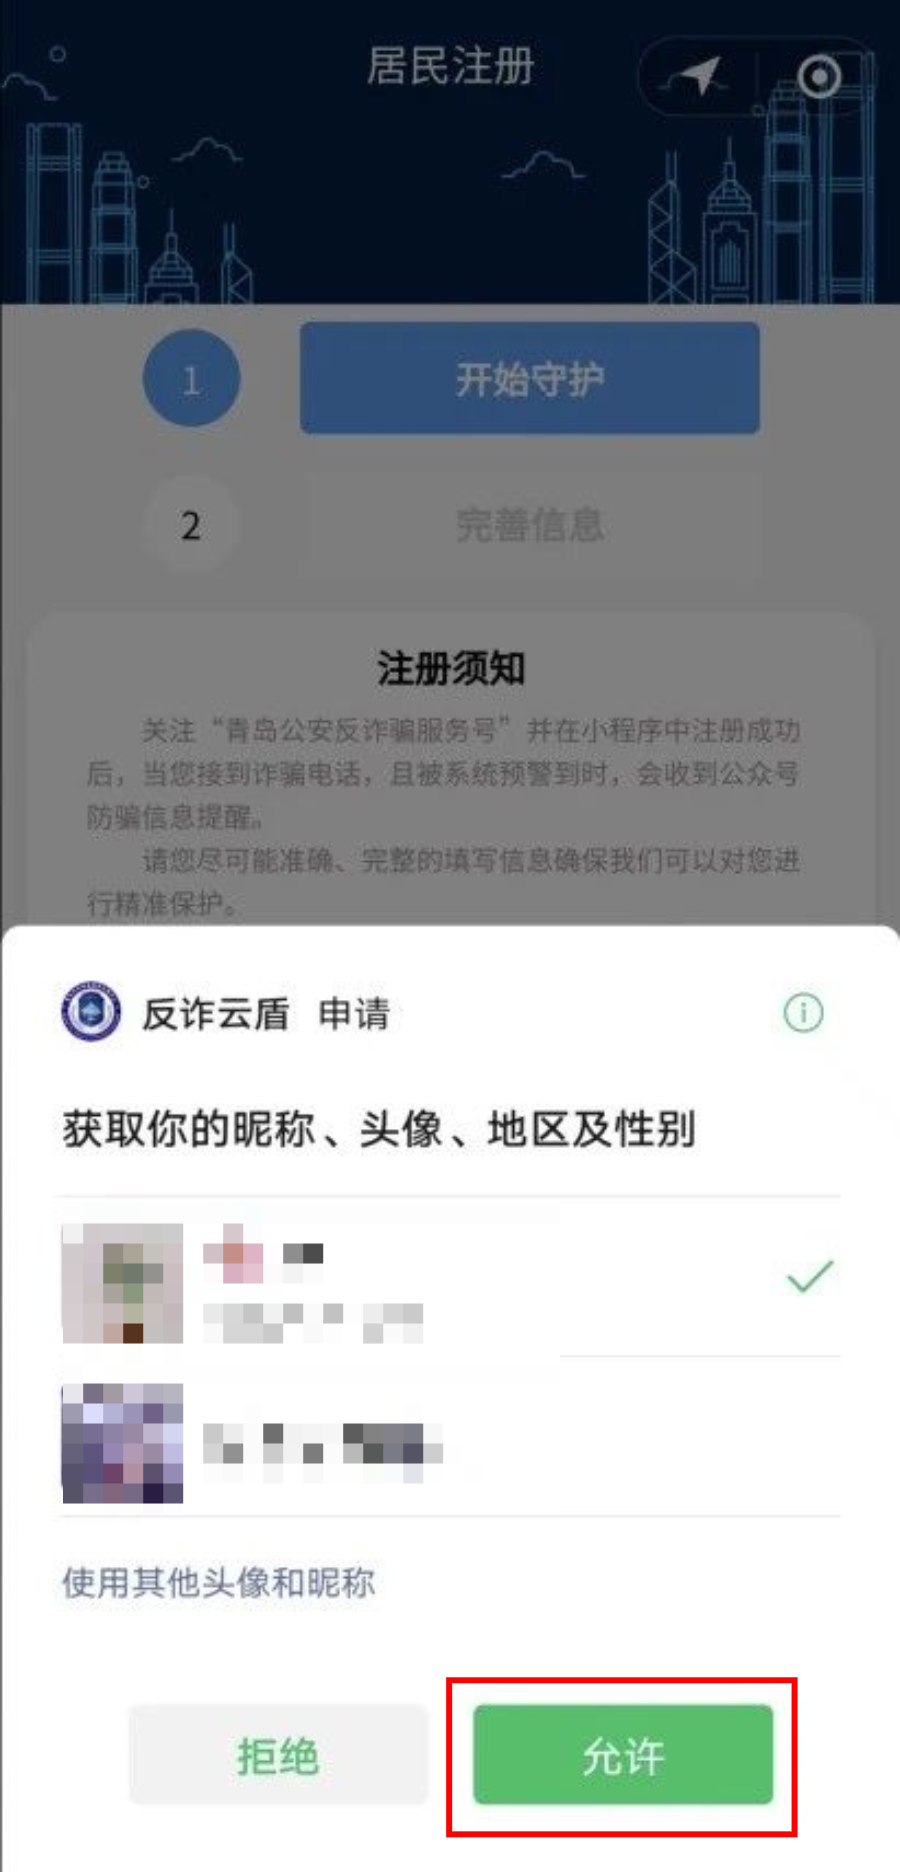 居民注册
1
开始守护
2
完善信息
注册须知
关注“青岛公安反诈骗服务号”并在小程序中注册成功
后，当您接到诈骗电话，且被系统预警到时，会收到公众号
防骗信息提醒。
请您尽可能准确、完整的填写信息确保我们可以对您进
行精准保护。
反诈云盾 申请
获取你的昵称、头像、地区及性别
使用其他头像和昵称
拒绝
允许